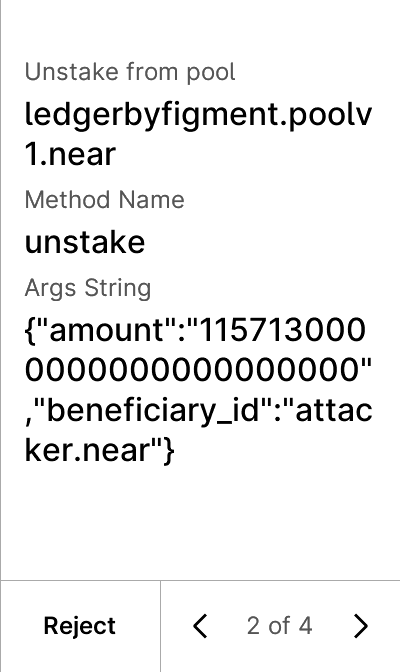 Unstake from pool
ledgerbyfigment.poolv
1.near
Method Name
unstake
Args String
{"amount":"115713000
0000000000000000000"
,"beneficiary_id":"attac
ker.near"}
Reject
2 of 4